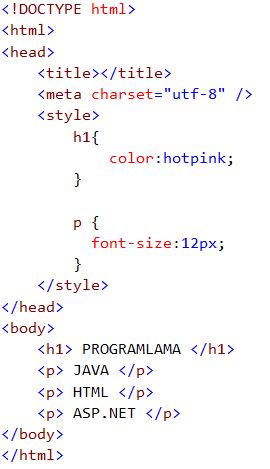 <!DOCTYPE html>
<html>
<head>
    <title></title>
    <meta charset="utf-8" />
    <style>
        h1{
            color:hotpink;
        }

        p {
          font-size:12px;
        }
    </style>
</head>
<body>
    <h1> PROGRAMLAMA </h1>
    <p> JAVA </p>
    <p> HTML </p>
    <p> ASP.NET </p>
</body>
</html>